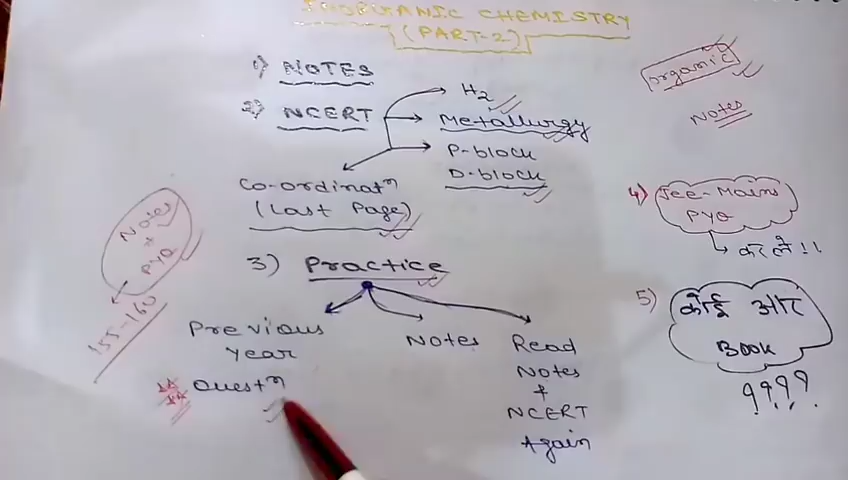 INORGANIC CHEMISTRY
(PART-2)
1) NOTES
2) NCERT
H2
Metallurgy
P-block
D-block
Co-ordinatn
(Last Page)
organic
Notes
Notes
+
PYQ
155-160
3) Practice
Previous
year
Questn
Notes
Read
Notes
+
NCERT
Again
4) Jee-Mains
PYQ
कर ले !!
5) कोई और
Book
????